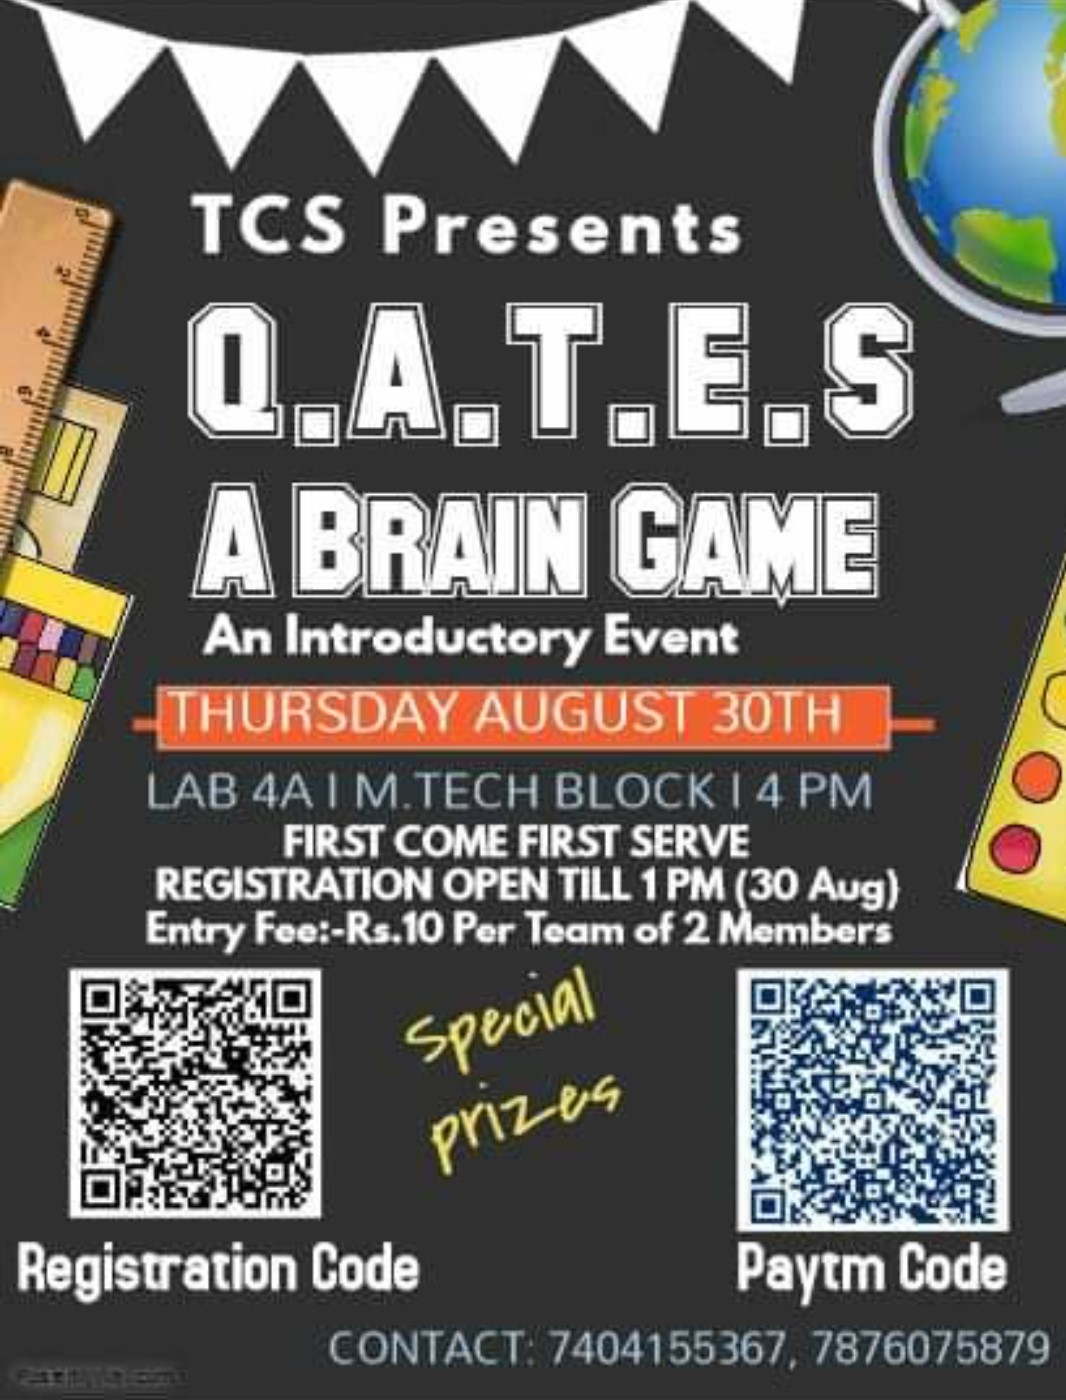 TCS Presents
Q.A.T.E.S
A BRAIN GAME
An Introductory Event
THURSDAY AUGUST 30TH
LAB 4A I M.TECH BLOCK I 4 PM
FIRST COME FIRST SERVE
REGISTRATION OPEN TILL 1 PM (30 Aug)
Entry Fee:-Rs.10 Per Team of 2 Members
Special
prizes
Registration Code
Paytm Code
CONTACT: 7404155367, 7876075879